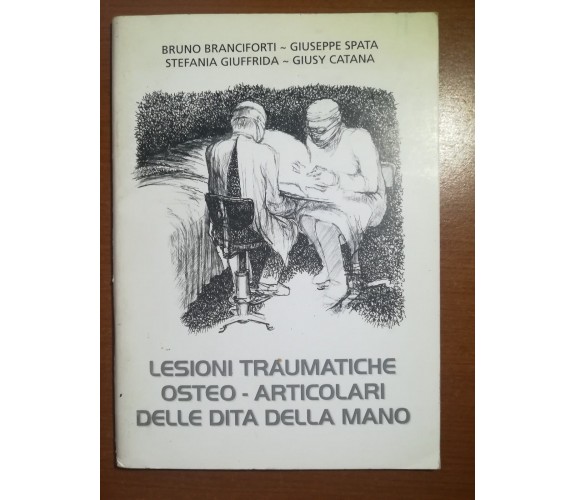 BRUNO BRANCIFORTI ~ GIUSEPPE SPATA
STEFANIA GIUFFRIDA ~ GIUSY CATANA
LESIONI TRAUMATICHE
OSTEO - ARTICOLARI
DELLE DITA DELLA MANO